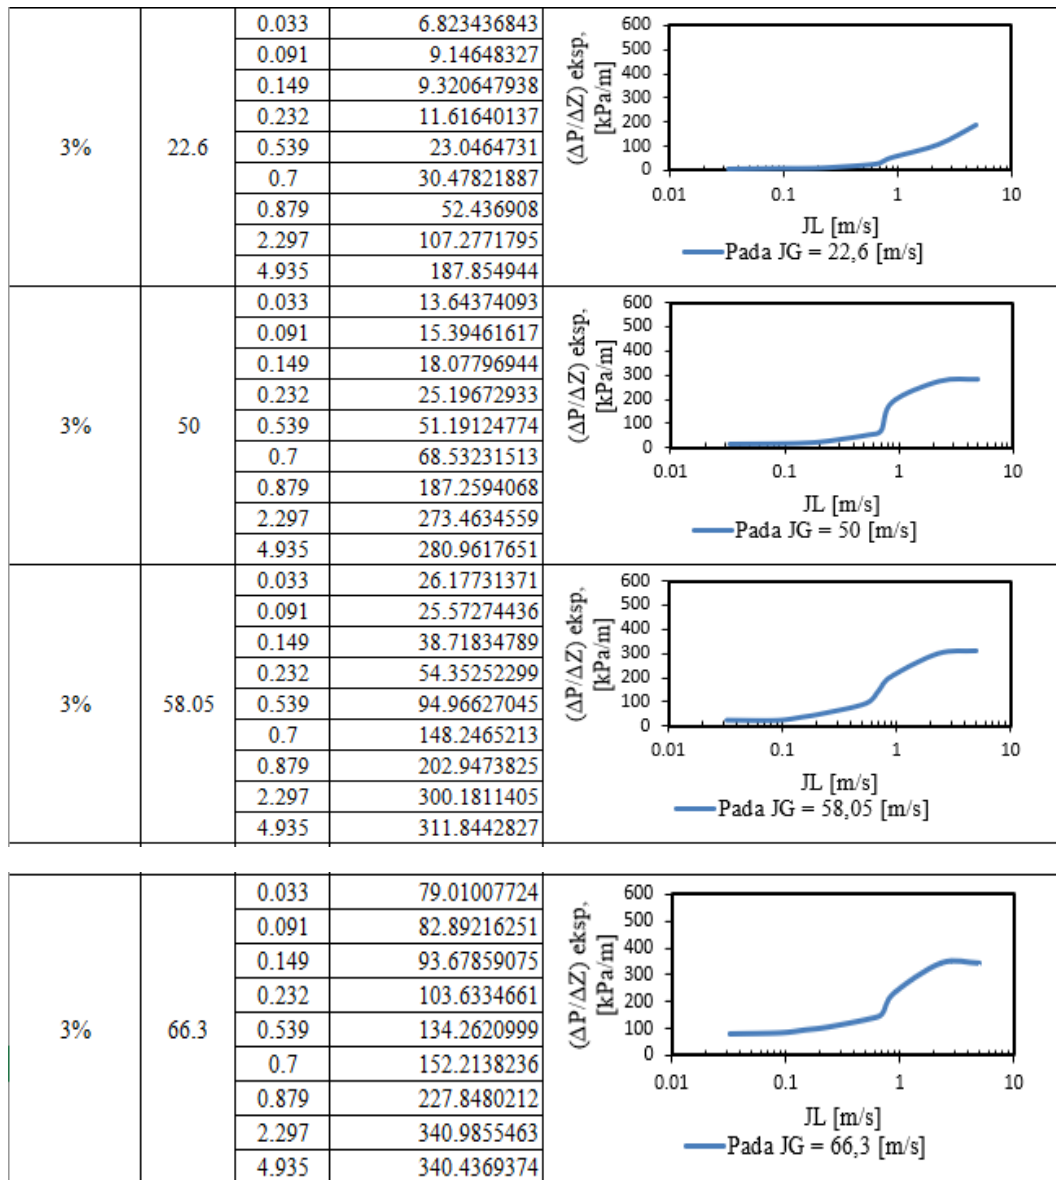 0.033 6.823436843
0.091 9.14648327
0.149 9.320647938
0.232 11.61640137
3% 22.6 0.539 23.0464731
0.7 30.47821887
0.879 52.436908
2.297 107.2771795
4.935 187.854944
(ΔP/ΔZ) eksp,
[kPa/m]
600
500
400
300
200
100
0
0.01 0.1 1 10
JL [m/s]
Pada JG = 22,6 [m/s]
0.033 13.64374093
0.091 15.39461617
0.149 18.07796944
0.232 25.19672933
3% 50 0.539 51.19124774
0.7 68.53231513
0.879 187.2594068
2.297 273.4634559
4.935 280.9617651
(ΔP/ΔZ) eksp,
[kPa/m]
600
500
400
300
200
100
0
0.01 0.1 1 10
JL [m/s]
Pada JG = 50 [m/s]
0.033 26.17731371
0.091 25.57274436
0.149 38.71834789
0.232 54.35252299
3% 58.05 0.539 94.96627045
0.7 148.2465213
0.879 202.9473825
2.297 300.1811405
4.935 311.8442827
(ΔP/ΔZ) eksp,
[kPa/m]
600
500
400
300
200
100
0
0.01 0.1 1 10
JL [m/s]
Pada JG = 58,05 [m/s]
0.033 79.01007724
0.091 82.89216251
0.149 93.67859075
0.232 103.6334661
3% 66.3 0.539 134.2620999
0.7 152.2138236
0.879 227.8480212
2.297 340.9855463
4.935 340.4369374
(ΔP/ΔZ) eksp,
[kPa/m]
600
500
400
300
200
100
0
0.01 0.1 1 10
JL [m/s]
Pada JG = 66,3 [m/s]